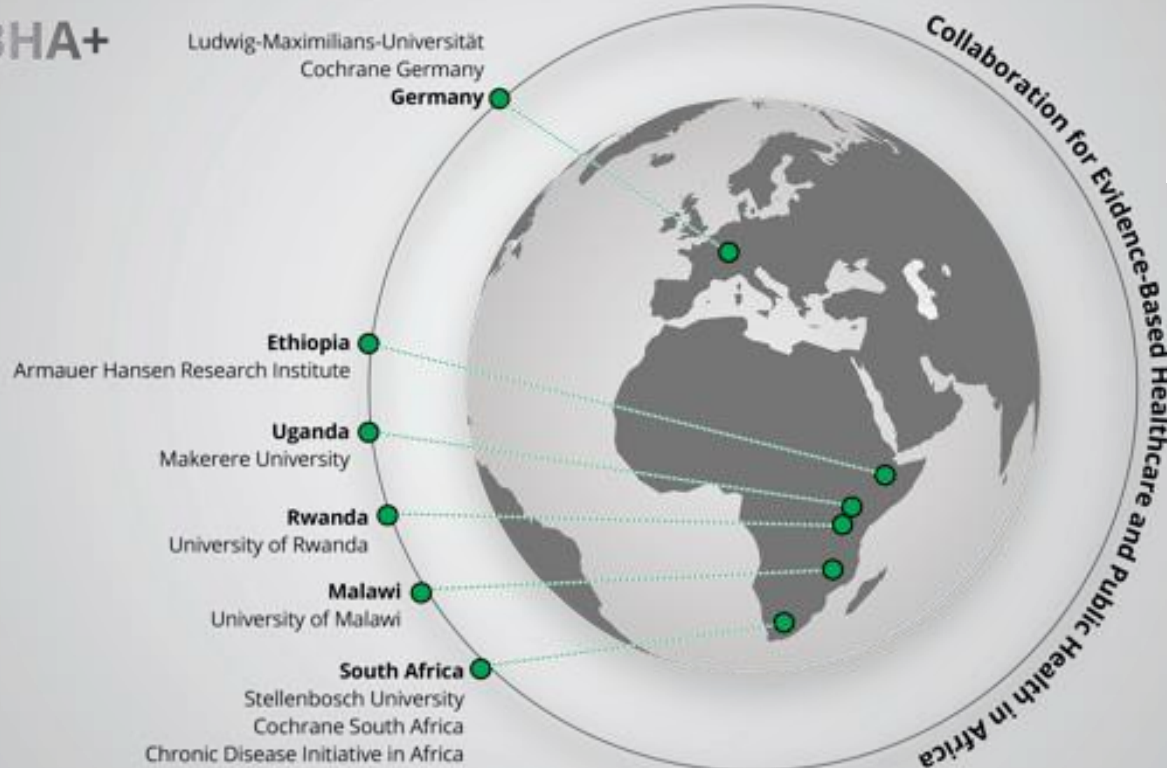 BHA+
Ludwig-Maximilians-Universität
Cochrane Germany
Germany
Ethiopia
Armauer Hansen Research Institute
Uganda
Makerere University
Rwanda
University of Rwanda
Malawi
University of Malawi
South Africa
Stellenbosch University
Cochrane South Africa
Chronic Disease Initiative in Africa
Collaboration for Evidence-Based Healthcare and Public Health in Africa